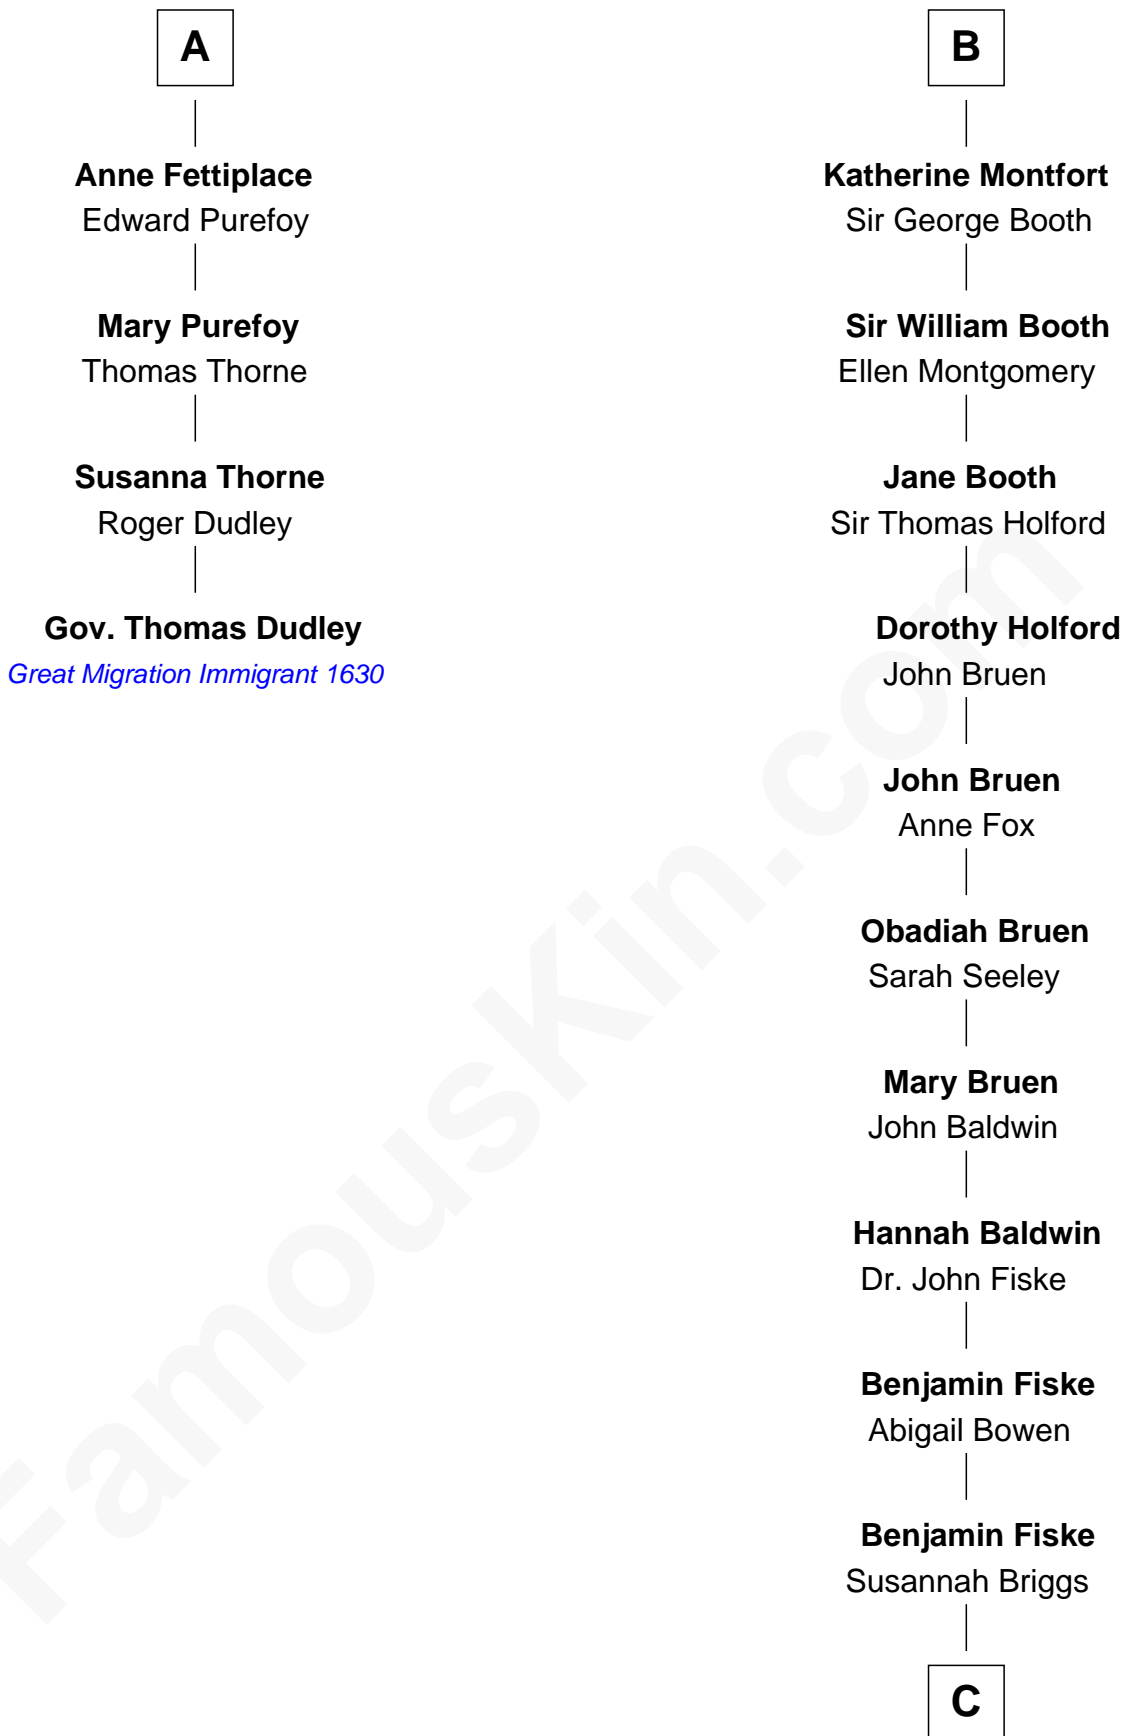 A
Anne Fettiplace
Edward Purefoy
Mary Purefoy
Thomas Thorne
Susanna Thorne
Roger Dudley
Gov. Thomas Dudley
Great Migration Immigrant 1630
B
Katherine Montfort
Sir George Booth
Sir William Booth
Ellen Montgomery
Jane Booth
Sir Thomas Holford
Dorothy Holford
John Bruen
John Bruen
Anne Fox
Obadiah Bruen
Sarah Seeley
Mary Bruen
John Baldwin
Hannah Baldwin
Dr. John Fiske
Benjamin Fiske
Abigail Bowen
Benjamin Fiske
Susannah Briggs
C
FamousKin.com